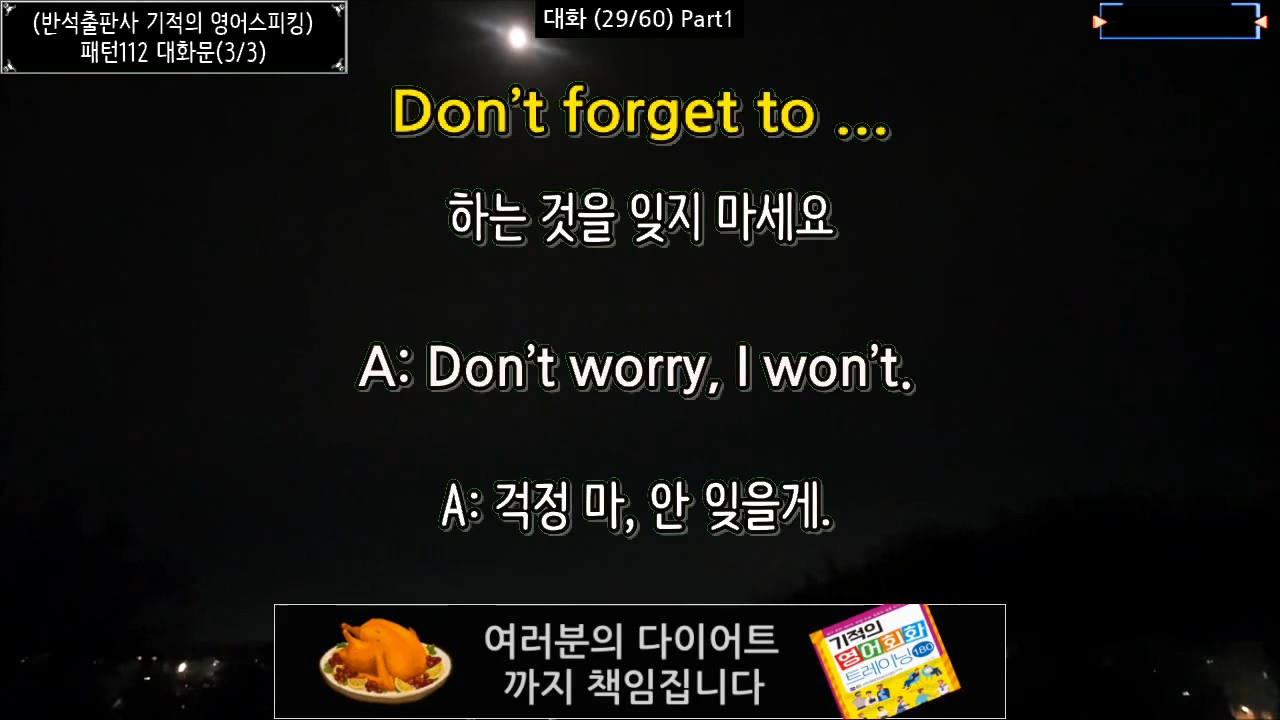 (반석출판사 기적의 영어스피킹)
패턴112 대화문(3/3)
대화 (29/60) Part1
Don’t forget to ...
하는 것을 잊지 마세요
A: Don’t worry, I won’t.
A: 걱정 마, 안 잊을게.
여러분의 다이어트
까지 책임집니다
기적의
영어회화
트레이닝
180